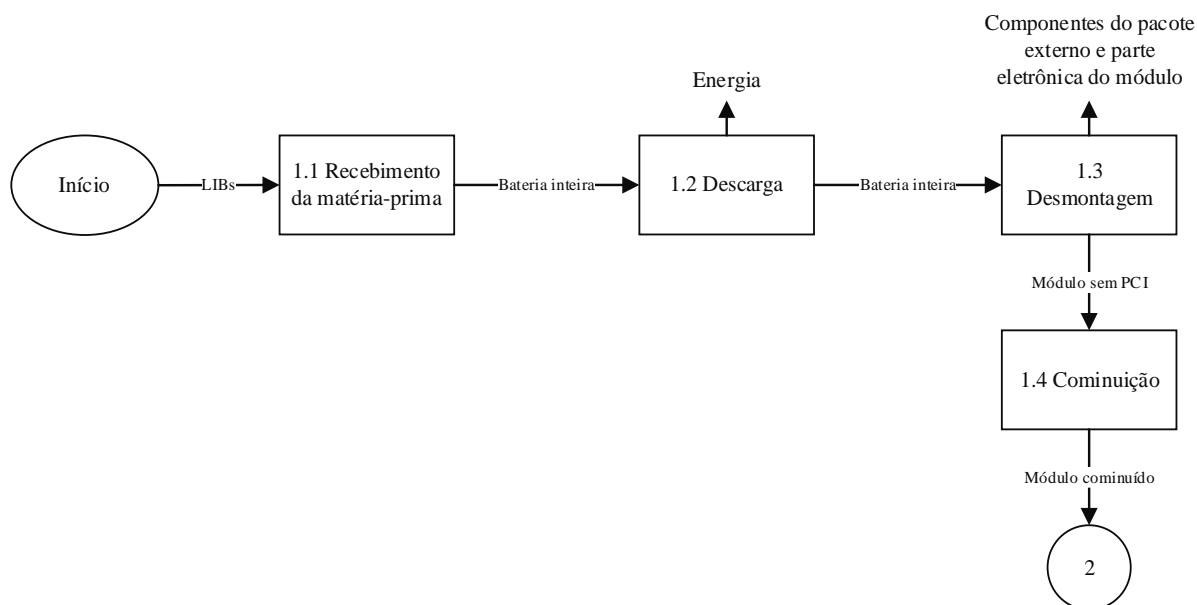 Componentes do pacote
externo e parte
eletrônica do módulo
Energia
Início
LIBs
1.1 Recebimento
da matéria-prima
Bateria inteira
1.2 Descarga
Bateria inteira
1.3
Desmontagem
Módulo sem PCI
1.4 Cominuição
Módulo cominuído
2